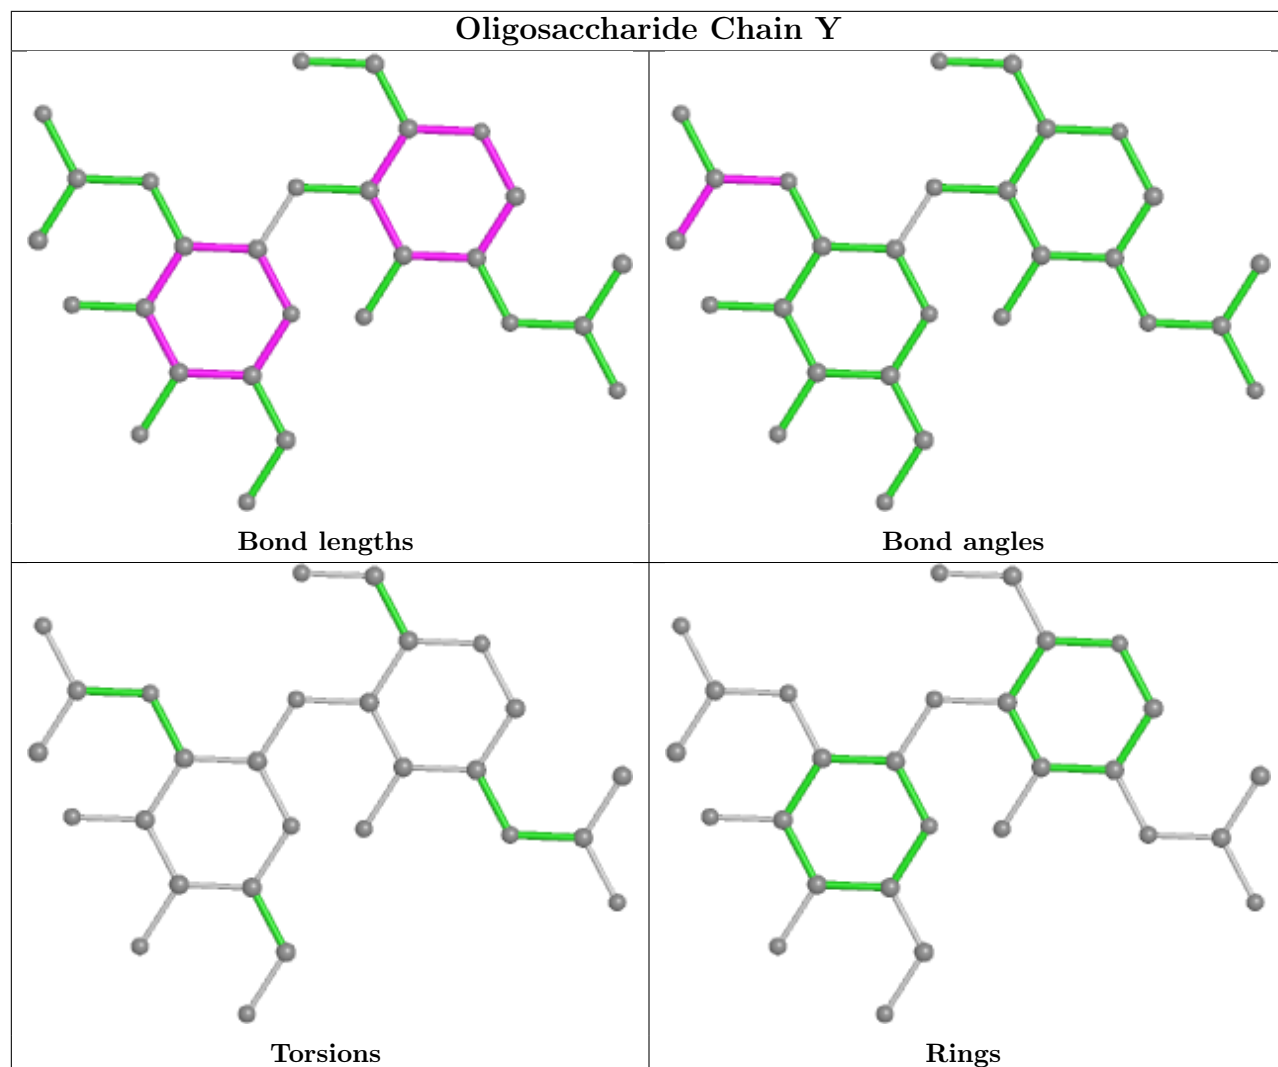 Oligosaccharide Chain Y
Bond lengths
Bond angles
Torsions
Rings